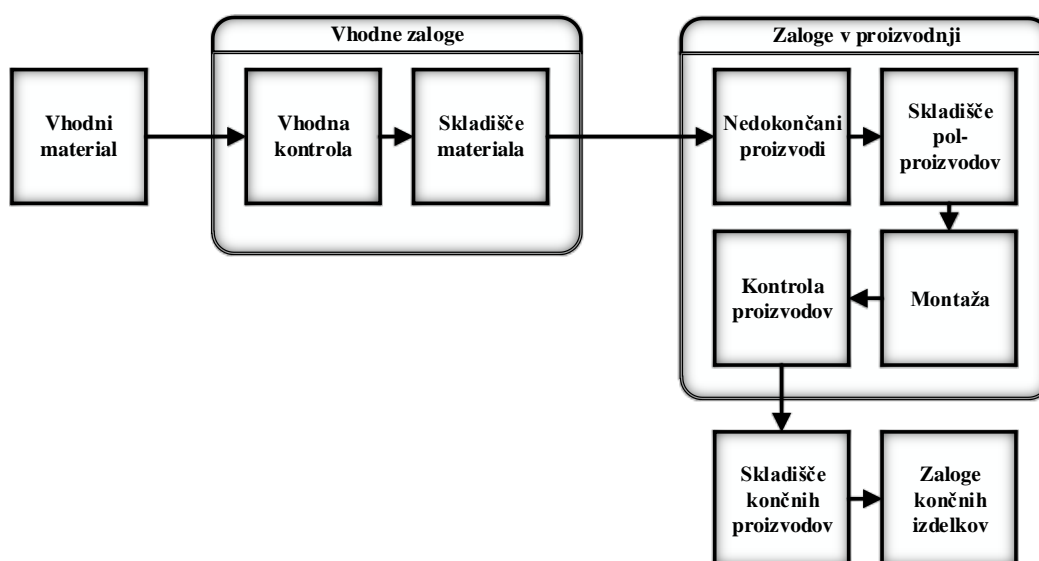 Vhodne zaloge
Zaloge v proizvodnji
Vhodni
material
Vhodna
kontrola
Skladišče
materiala
Nedokončani
proizvodi
Skladišče
pol-
proizvodov
Kontrola
proizvodov
Montaža
Skladišče
končnih
proizvodov
Zaloge
končnih
izdelkov